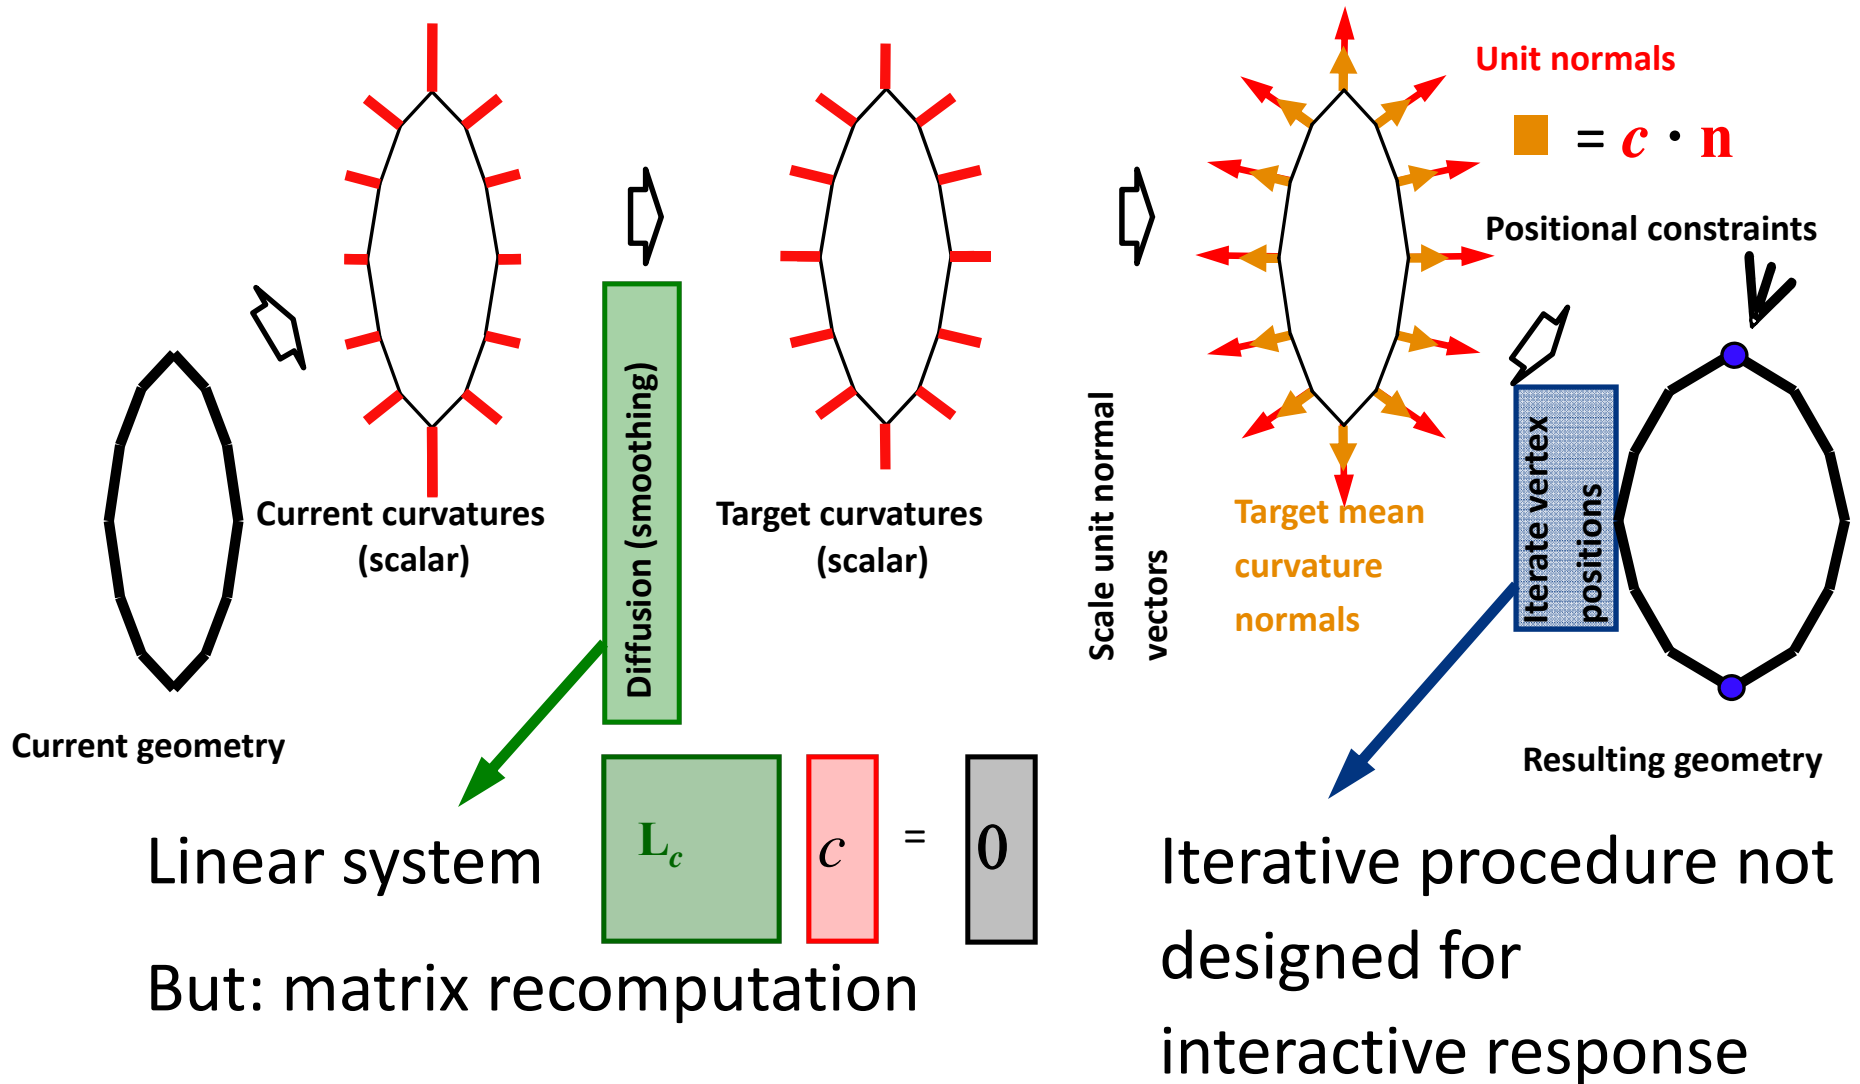 Unit normals
= c · n
Positional constraints
Current curvatures
(scalar)
Diffusion (smoothing)
Target curvatures
(scalar)
Scale unit normal
vectors
Target mean
curvature
normals
Iterate vertex
positions
Current geometry
Resulting geometry
L_c c = 0
Linear system
But: matrix recomputation
Iterative procedure not
designed for
interactive response